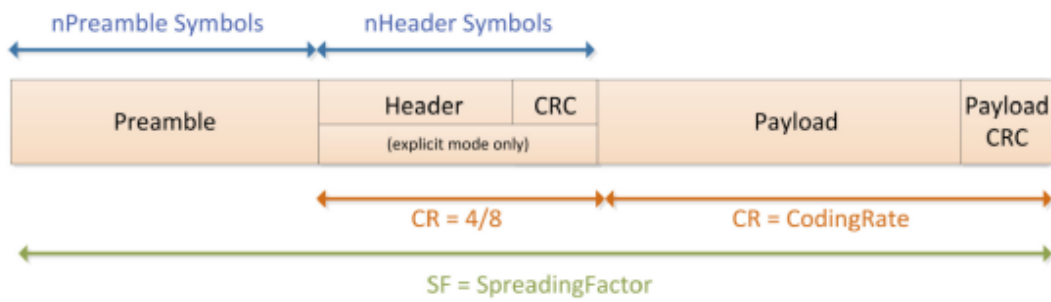 nPreamble Symbols
nHeader Symbols
Preamble
Header
CRC
(explicit mode only)
Payload
Payload
CRC
CR = 4/8
CR = CodingRate
SF = SpreadingFactor